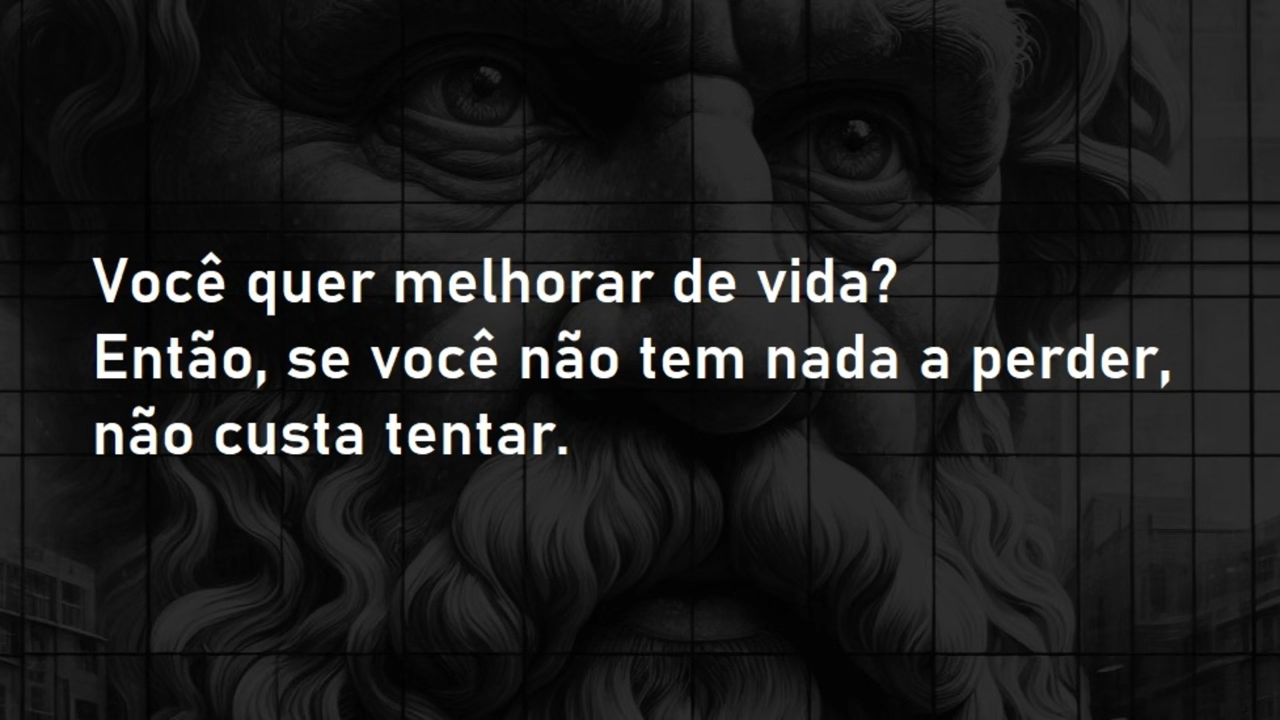 Você quer melhorar de vida?
Então, se você não tem nada a perder,
não custa tentar.